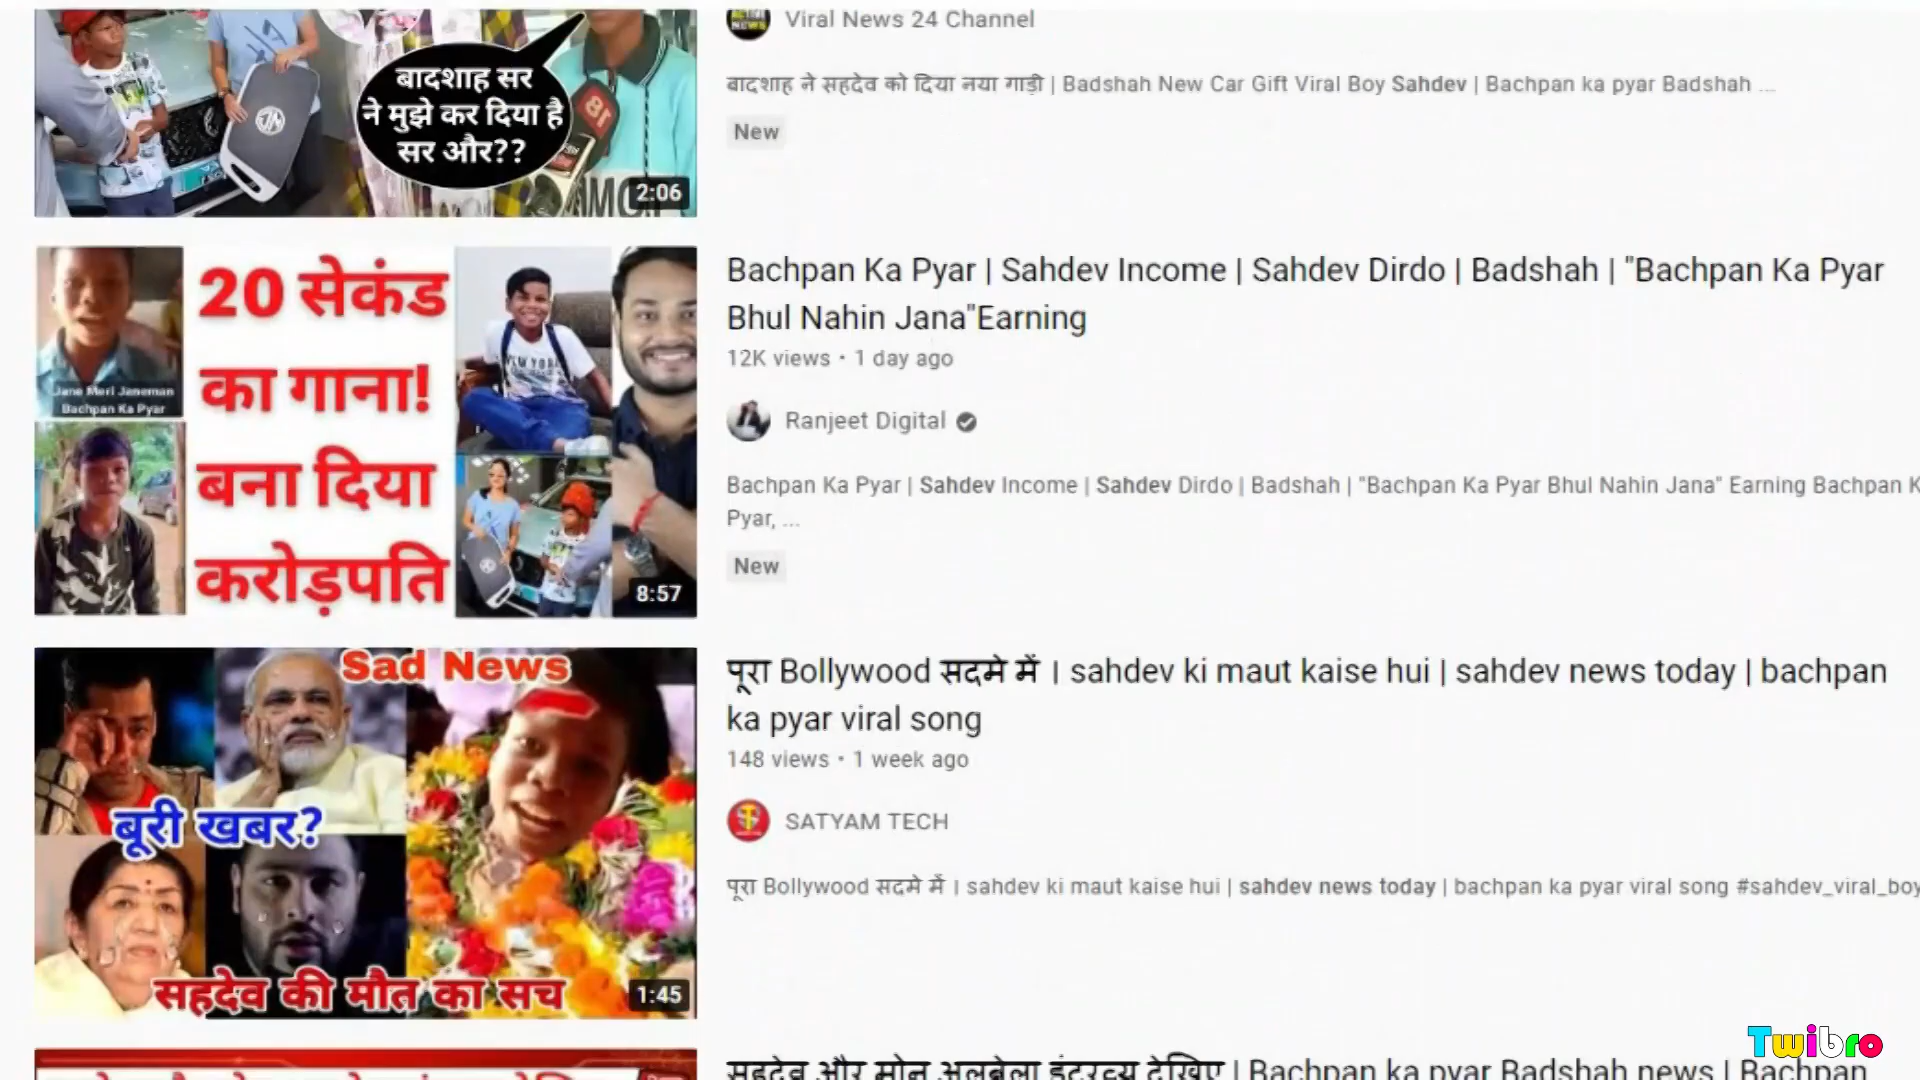 बादशाह सर
ने मुझे कर दिया है
सर और??
2:06
Viral News 24 Channel
बादशाह ने सहदेव को दिया नया गाड़ी | Badshah New Car Gift Viral Boy Sahdev | Bachpan ka pyar Badshah ...
New
20 सेकंड
का गाना!
बना दिया
करोड़पति
Jane Meri Janeman
Bachpan Ka Pyar
NEW YORK
8:57
Bachpan Ka Pyar | Sahdev Income | Sahdev Dirdo | Badshah | "Bachpan Ka Pyar
Bhul Nahin Jana"Earning
12K views • 1 day ago
Ranjeet Digital
Bachpan Ka Pyar | Sahdev Income | Sahdev Dirdo | Badshah | "Bachpan Ka Pyar Bhul Nahin Jana" Earning Bachpan K
Pyar, ...
New
Sad News
बूरी खबर?
सहदेव की मौत का सच
1:45
पूरा Bollywood सदमे में । sahdev ki maut kaise hui | sahdev news today | bachpan
ka pyar viral song
148 views • 1 week ago
SATYAM TECH
पूरा Bollywood सदमे में । sahdev ki maut kaise hui | sahdev news today | bachpan ka pyar viral song #sahdev_viral_boy
सहदेव और मोन अलबेला इंटरव्यू देखिए | Bachpan ka pyar Badshah news | Bachpan
Twibro